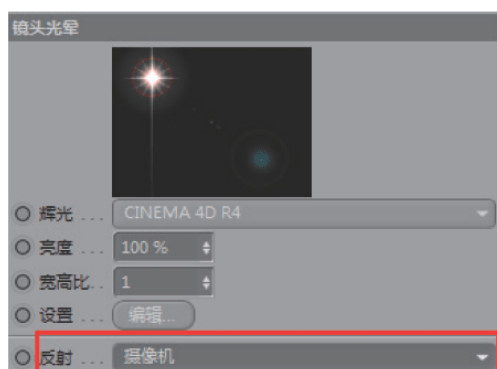 镜头光晕
辉光 ... CINEMA 4D R4
亮度 ... 100 %
宽高比.. 1
设置 ... 编辑...
反射 ... 摄像机